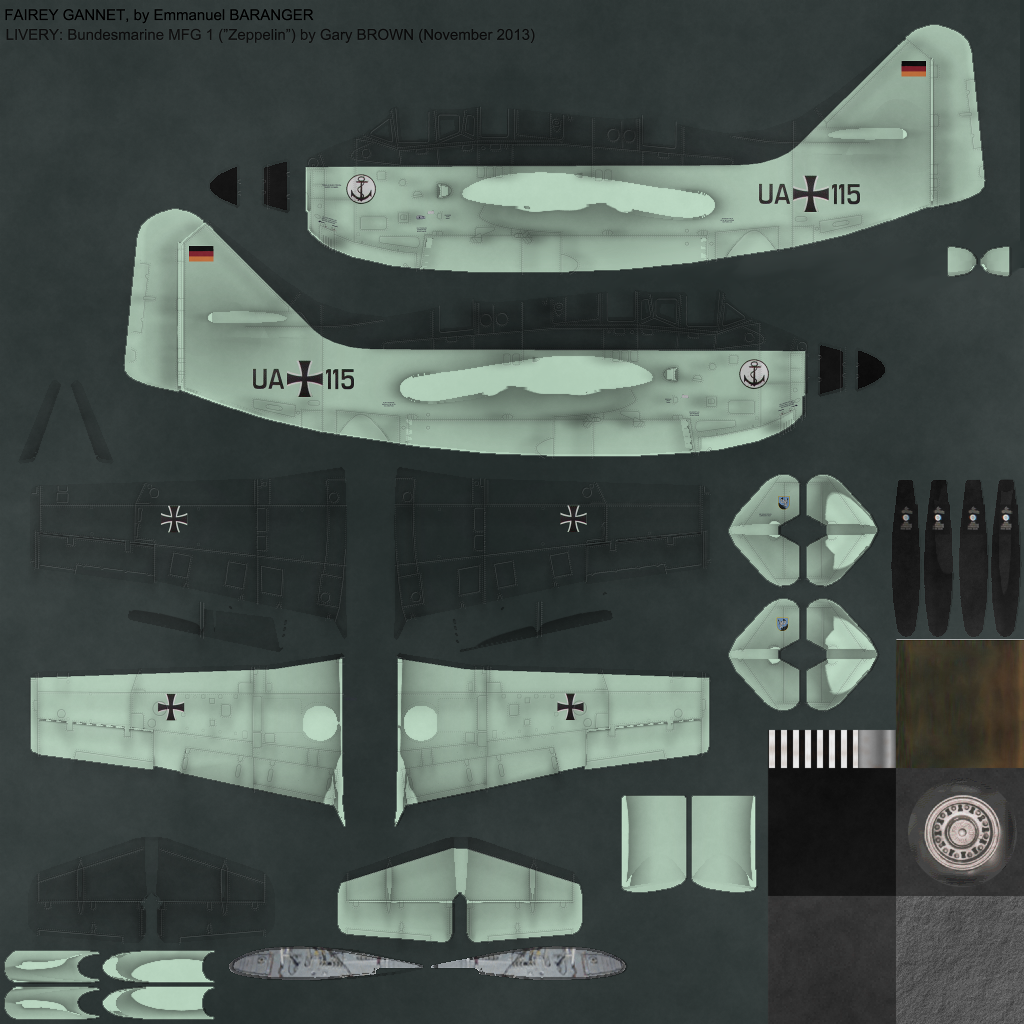 FAIREY GANNET, by Emmanuel BARANGER
LIVERY: Bundesmarine MFG 1 ("Zeppelin") by Gary BROWN (November 2013)
UA 115
UA 115